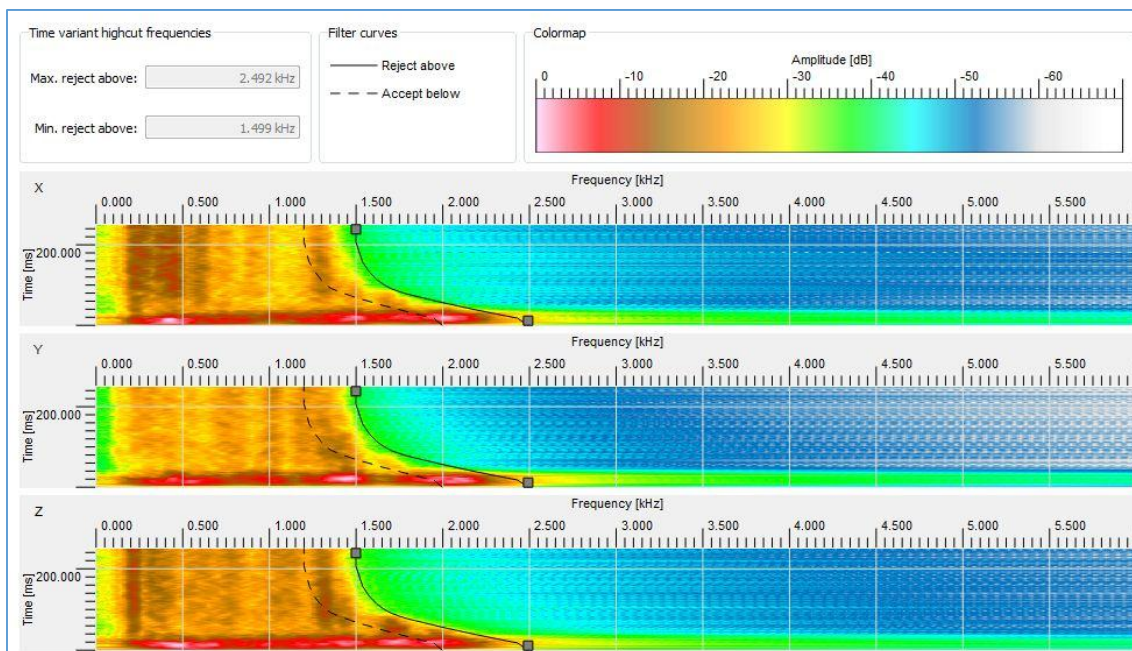 Time variant highcut frequencies
Max. reject above: 2.492 kHz
Min. reject above: 1.499 kHz
Filter curves
Reject above
Accept below
Colormap
Amplitude [dB]
0 -10 -20 -30 -40 -50 -60
X
Frequency [kHz]
0.000 0.500 1.000 1.500 2.000 2.500 3.000 3.500 4.000 4.500 5.000 5.500
Time [ms]
200.000
Y
Frequency [kHz]
0.000 0.500 1.000 1.500 2.000 2.500 3.000 3.500 4.000 4.500 5.000 5.500
Time [ms]
200.000
Z
Frequency [kHz]
0.000 0.500 1.000 1.500 2.000 2.500 3.000 3.500 4.000 4.500 5.000 5.500
Time [ms]
200.000